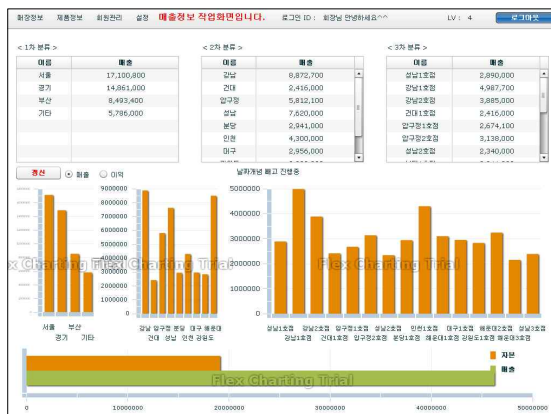 매장정보 제품정보 회원관리 설정 매출정보 작업화면입니다. 로그인 ID : 회장님 안녕하세요^^ LV : 4 로그아웃
< 1차 분류 > < 2차 분류 > < 3차 분류 >
이름 매출 이름 매출 이름 매출
서울 17,100,800 강남 8,872,700 성남1호점 2,890,000
경기 14,861,000 건대 2,416,000 강남1호점 4,987,700
부산 8,493,400 압구정 5,812,100 강남2호점 3,885,000
기타 5,786,000 성남 7,620,000 건대1호점 2,416,000
분당 2,941,000 압구정1호점 2,674,100
인천 4,300,000 압구정2호점 3,138,000
대구 2,956,000 성남2호점 2,340,000
갱신 매출 이익 날짜개념 빼고 진행중
9000000 5000000
8000000
7000000 4000000
6000000
5000000 3000000
4000000
3000000 2000000
2000000
1000000 1000000
0 0
Flex Charting Trial Flex Charting Trial Flex Charting Trial
서울 부산 강남 압구정 분당 대구 해운대 성남1호점 강남2호점 압구정1호점 성남2호점 인천1호점 대구1호점 해운대2호점 성남3호점
경기 기타 건대 성남 인천 강원도 강남1호점 건대1호점 압구정2호점 분당1호점 해운대1호점 강원도1호점 해운대3호점
자본
매출
Flex Charting Trial
0 10000000 20000000 30000000 40000000 50000000